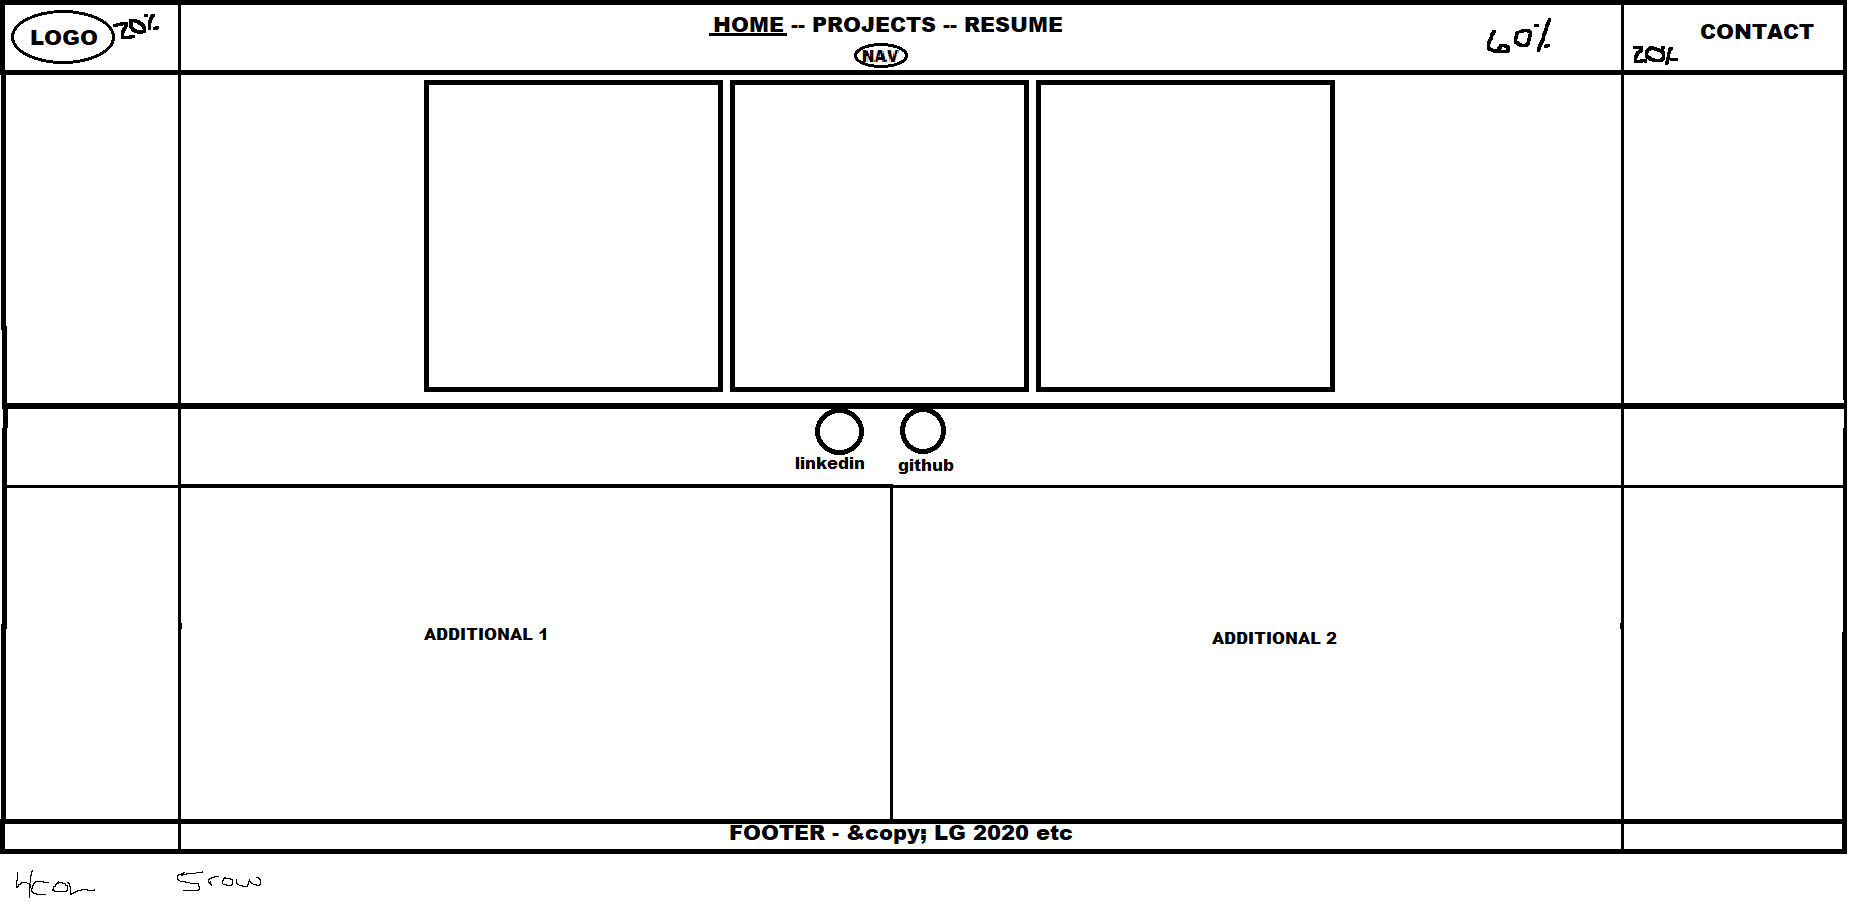 LOGO 20% HOME -- PROJECTS -- RESUME 60% CONTACT
NAV 20%
linkedin github
ADDITIONAL 1 ADDITIONAL 2
FOOTER - &copy; LG 2020 etc
4col 5row